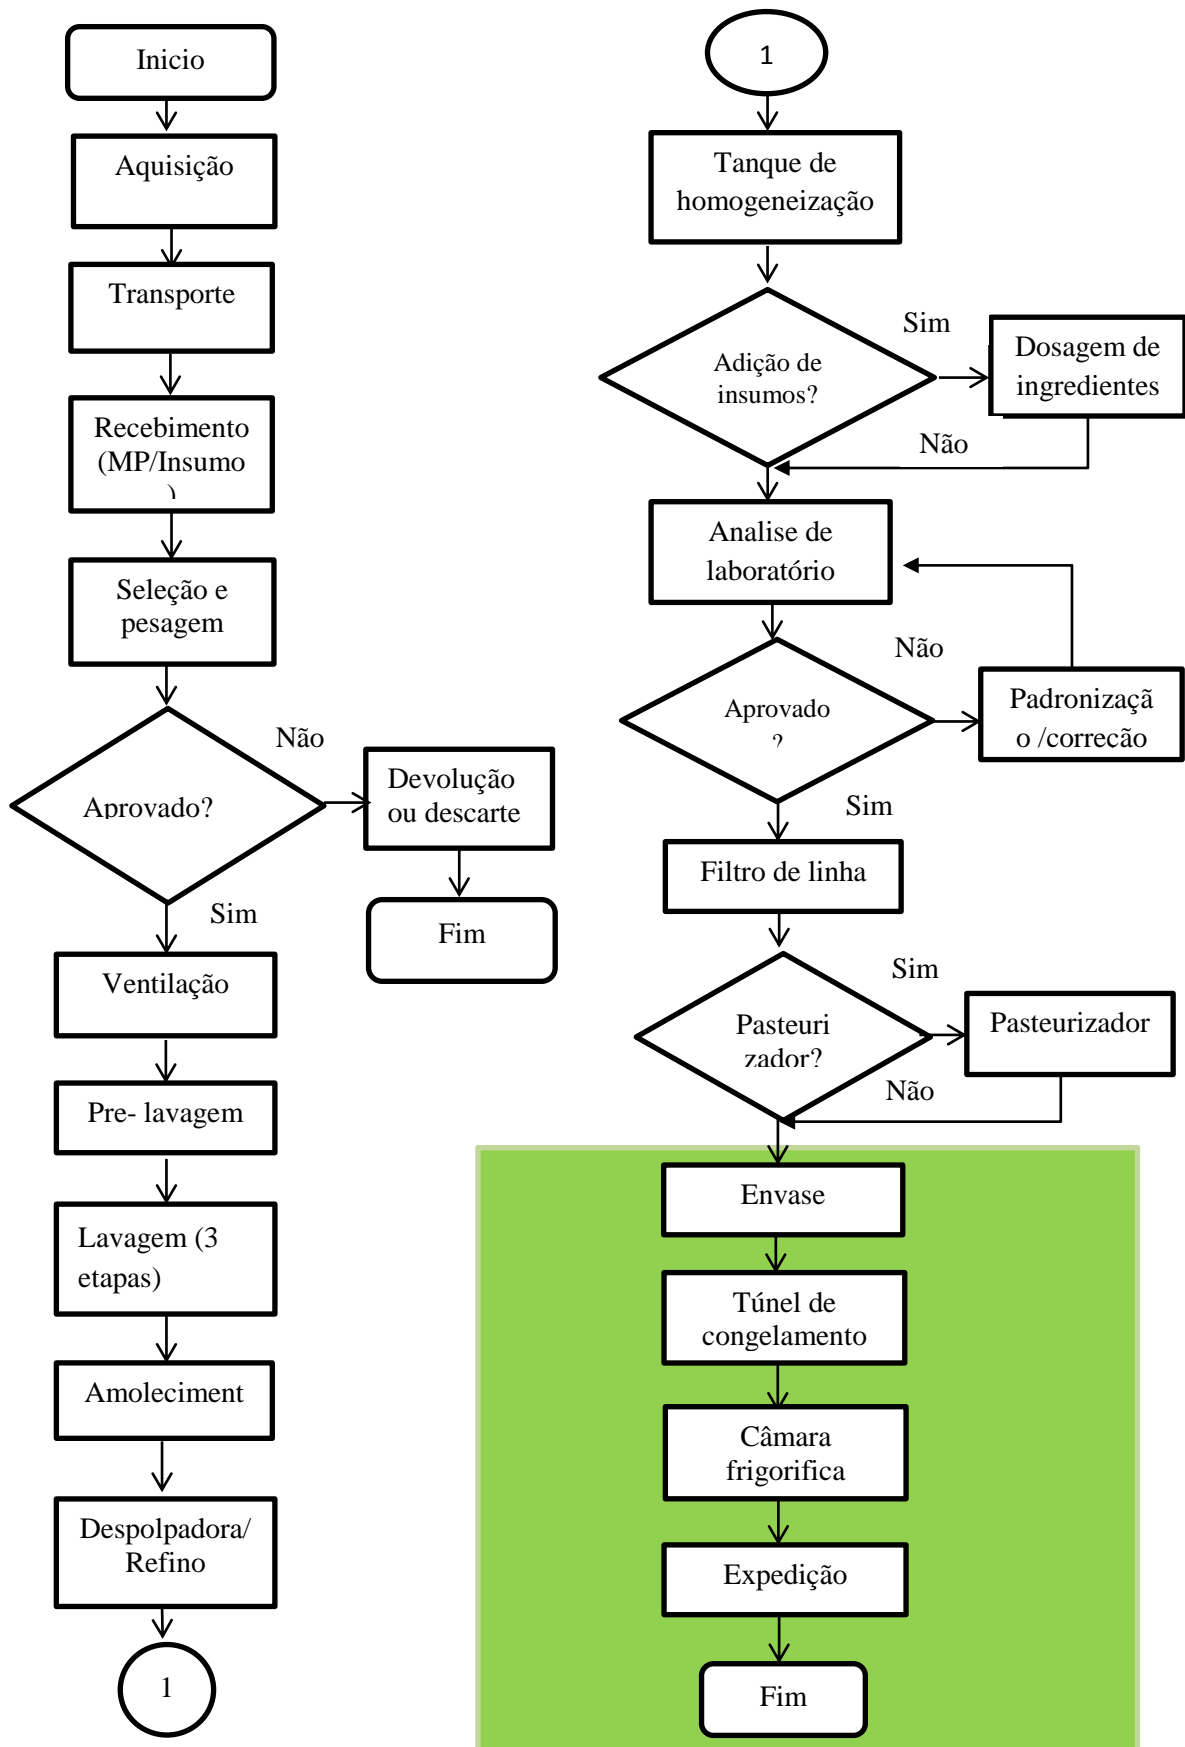 Inicio
Aquisição
Transporte
Recebimento
(MP/Insumo
)
Seleção e
pesagem
Aprovado?
Não
Devolução
ou descarte
Fim
Sim
Ventilação
Pre- lavagem
Lavagem (3
etapas)
Amoleciment
Despolpadora/
Refino
1
1
Tanque de
homogeneização
Adição de
insumos?
Sim
Dosagem de
ingredientes
Não
Analise de
laboratório
Aprovado
?
Não
Padronizaçã
o /correcão
Sim
Filtro de linha
Pasteuri
zador?
Sim
Pasteurizador
Não
Envase
Túnel de
congelamento
Câmara
frigorifica
Expedição
Fim